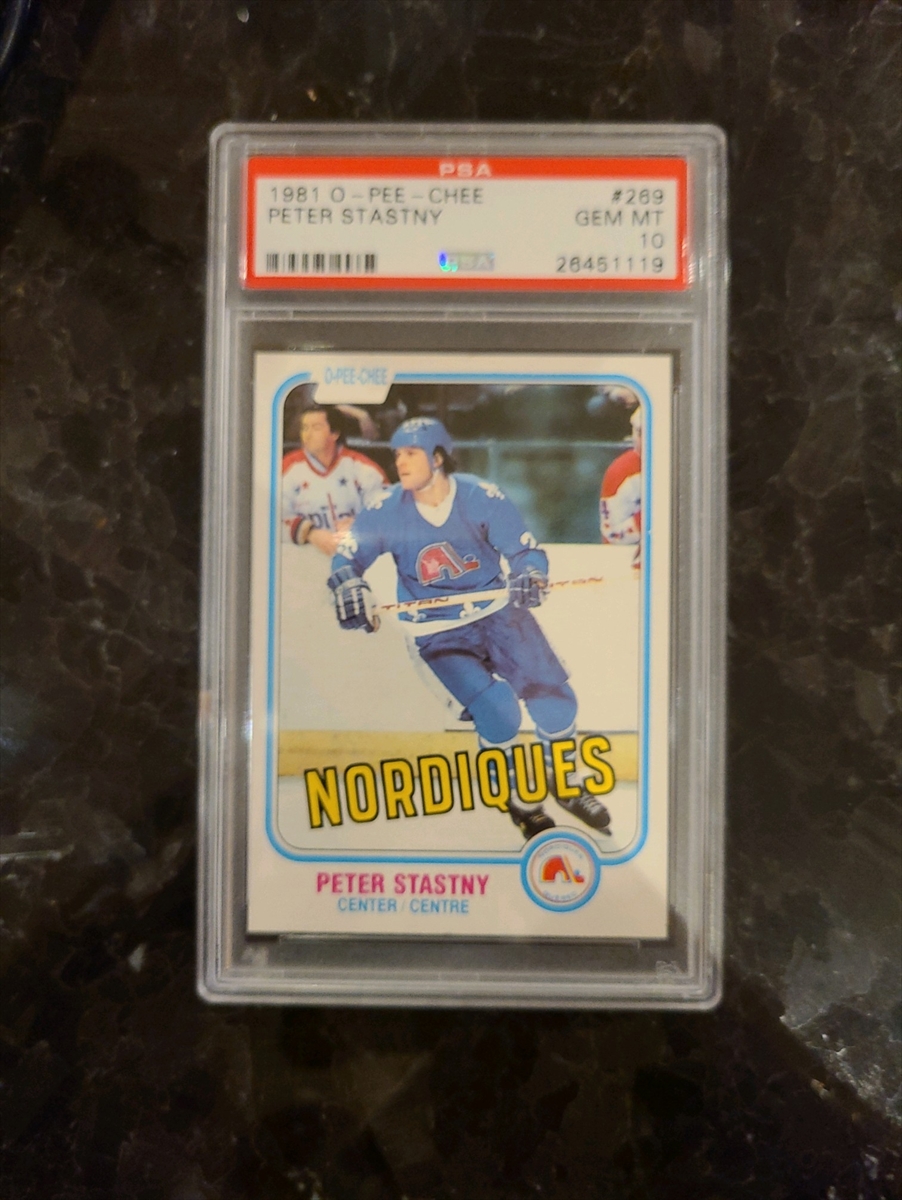 PSA
1981 O-PEE-CHEE #269
PETER STASTNY GEM MT
10
PSA 26451119
O-PEE-CHEE
TITAN TITAN
NORDIQUES
PETER STASTNY
CENTER/CENTRE